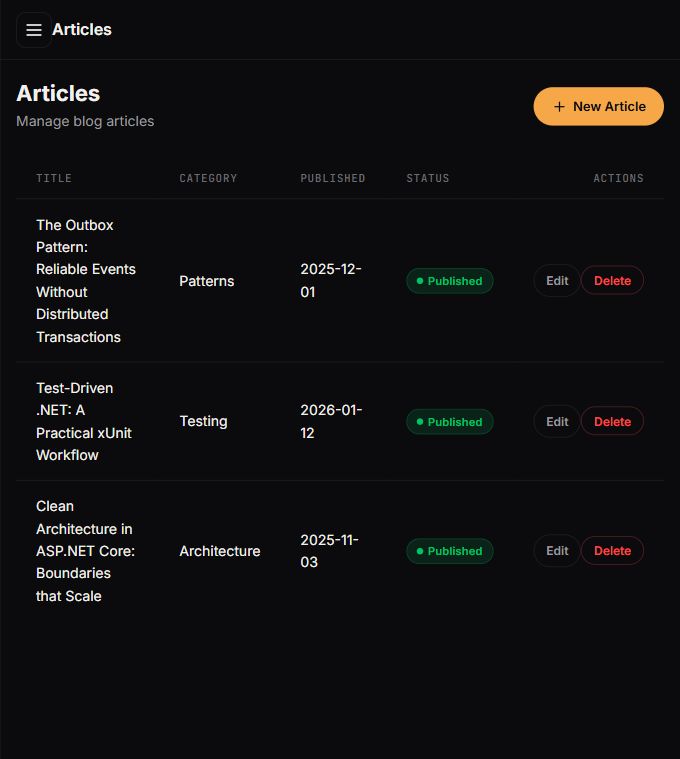 Articles
Articles
Manage blog articles
+ New Article
TITLE CATEGORY PUBLISHED STATUS ACTIONS
The Outbox
Pattern:
Reliable Events
Without
Distributed
Transactions
Patterns
2025-12-
01
Published
Edit
Delete
Test-Driven
.NET: A
Practical xUnit
Workflow
Testing
2026-01-
12
Published
Edit
Delete
Clean
Architecture in
ASP.NET Core:
Boundaries
that Scale
Architecture
2025-11-
03
Published
Edit
Delete